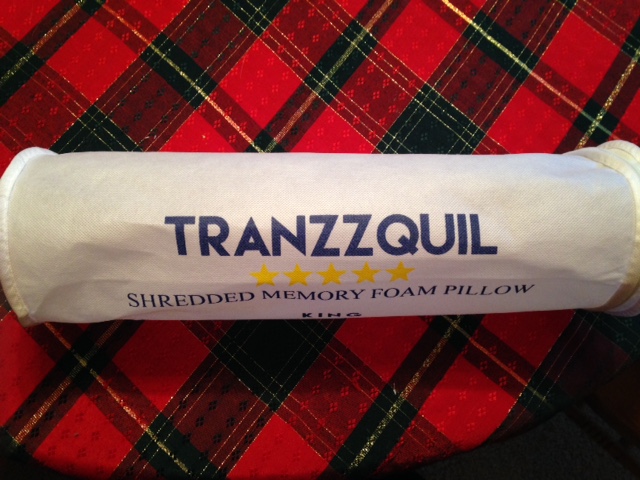 TRANZZQUIL
SHREDDED MEMORY FOAM PILLOW
KING